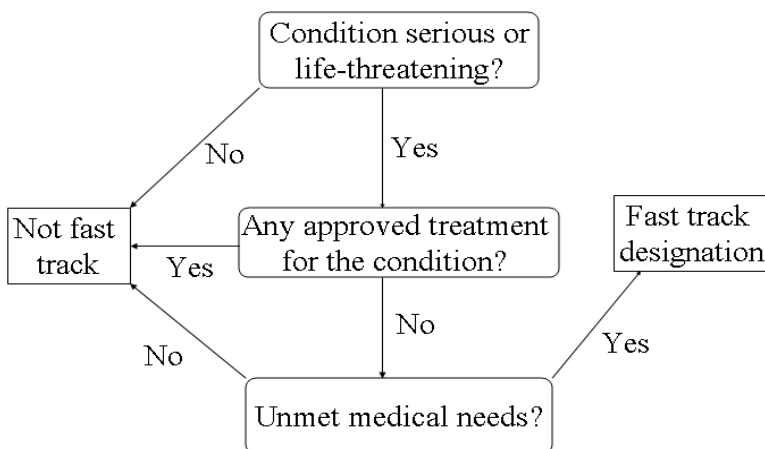 Condition serious or
life-threatening?
No
Yes
Not fast
track
Any approved treatment
for the condition?
Fast track
designation
Yes
No
No
Yes
Unmet medical needs?